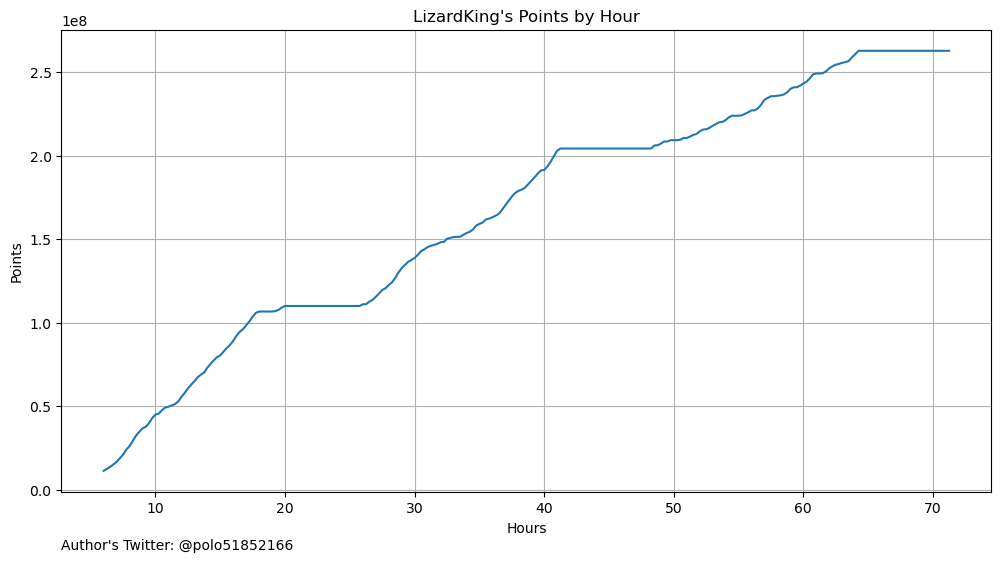 LizardKing's Points by Hour
1e8
2.5
2.0
1.5
1.0
0.5
0.0
Points
10 20 30 40 50 60 70
Hours
Author's Twitter: @polo51852166